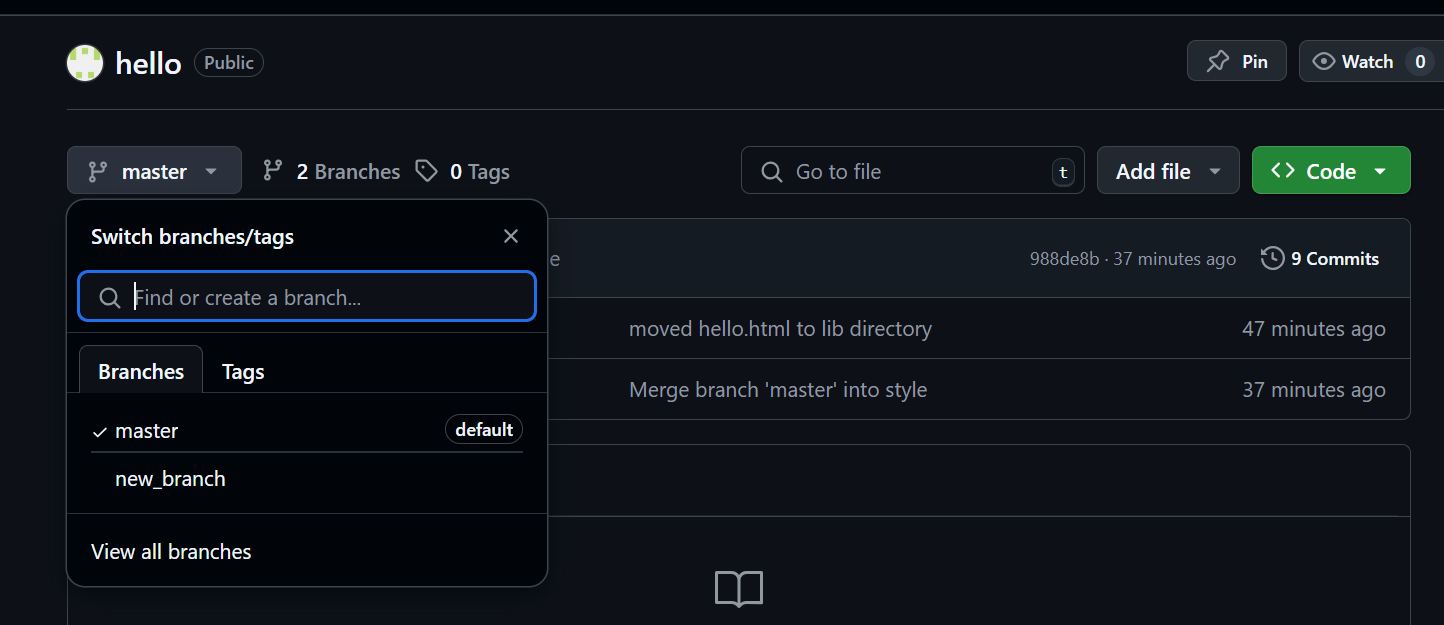 hello Public
Pin
Watch 0
master
2 Branches
0 Tags
Go to file t
Add file
Code
Switch branches/tags
Find or create a branch...
Branches Tags
master default
new_branch
View all branches
e
988de8b · 37 minutes ago
9 Commits
moved hello.html to lib directory 47 minutes ago
Merge branch 'master' into style 37 minutes ago